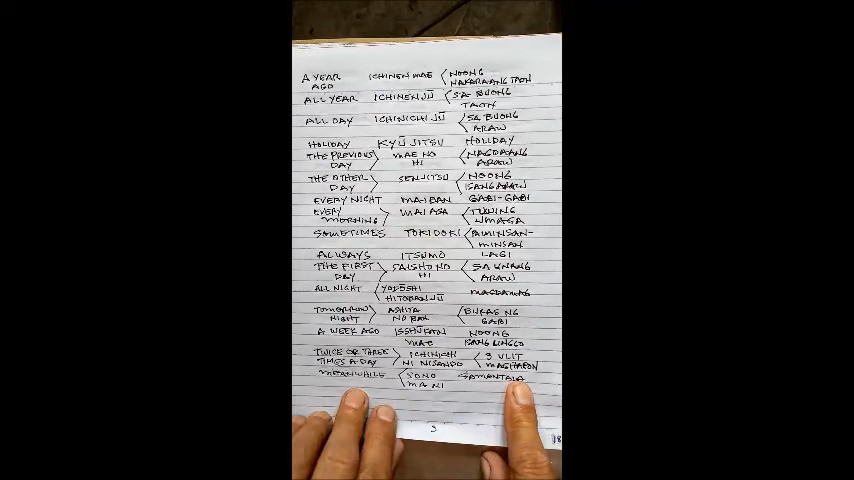 A YEAR AGO ICHINEN MAE NOONG NAKARAANG TAON
ALL YEAR ICHINENJŪ SA BUONG TAON
ALL DAY ICHINICHI JŪ SA BUONG ARAW
HOLIDAY KYŪJITSU HOLIDAY
THE PREVIOUS DAY MAE NO HI NAGDAANG ARAW
THE OTHER DAY SENJITSU NOONG ISANG ARAW
EVERY NIGHT MAIBAN GABI-GABI
EVERY MORNING MAI ASA TUWING UMAGA
SOMETIMES TOKIDOKI PAMINSAN-MINSAN
ALWAYS ITSUMO LAGI
THE FIRST DAY SAISHO NO HI SA UNANG ARAW
ALL NIGHT YODŌSHI HITOBANJŪ MAGDAMAG
TOMORROW NIGHT ASHITA NO BAN BUKAS NG GABI
A WEEK AGO ISSHŪKAN MAE NOONG ISANG LINGGO
TWICE OR THREE TIMES A DAY ICHINICHI NI NISANDO 3 ULIT
MEANWHILE SONO MA NI SAMANTALA
3
18